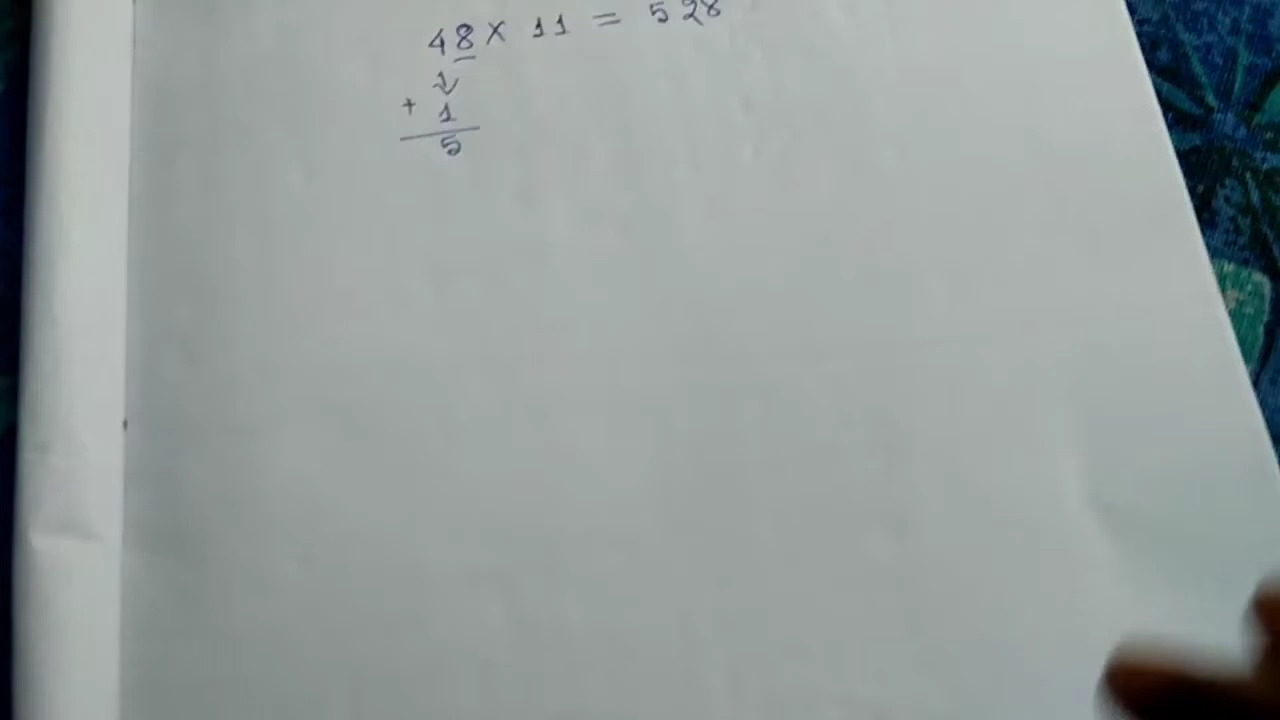 48 × 11 = 528
↓
+ 1
5